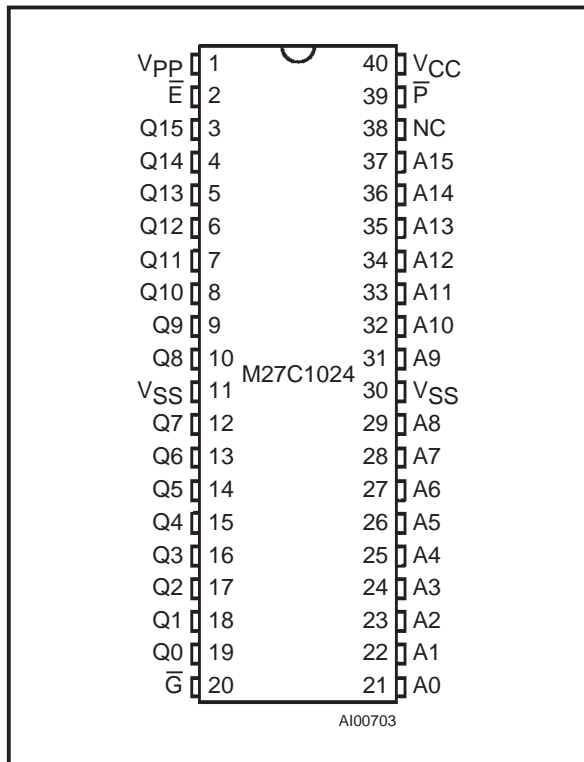 VPP 1 40 VCC
E̅ 2 39 P̅
Q15 3 38 NC
Q14 4 37 A15
Q13 5 36 A14
Q12 6 35 A13
Q11 7 34 A12
Q10 8 33 A11
Q9 9 32 A10
Q8 10 31 A9
M27C1024
VSS 11 30 VSS
Q7 12 29 A8
Q6 13 28 A7
Q5 14 27 A6
Q4 15 26 A5
Q3 16 25 A4
Q2 17 24 A3
Q1 18 23 A2
Q0 19 22 A1
G̅ 20 21 A0
AI00703